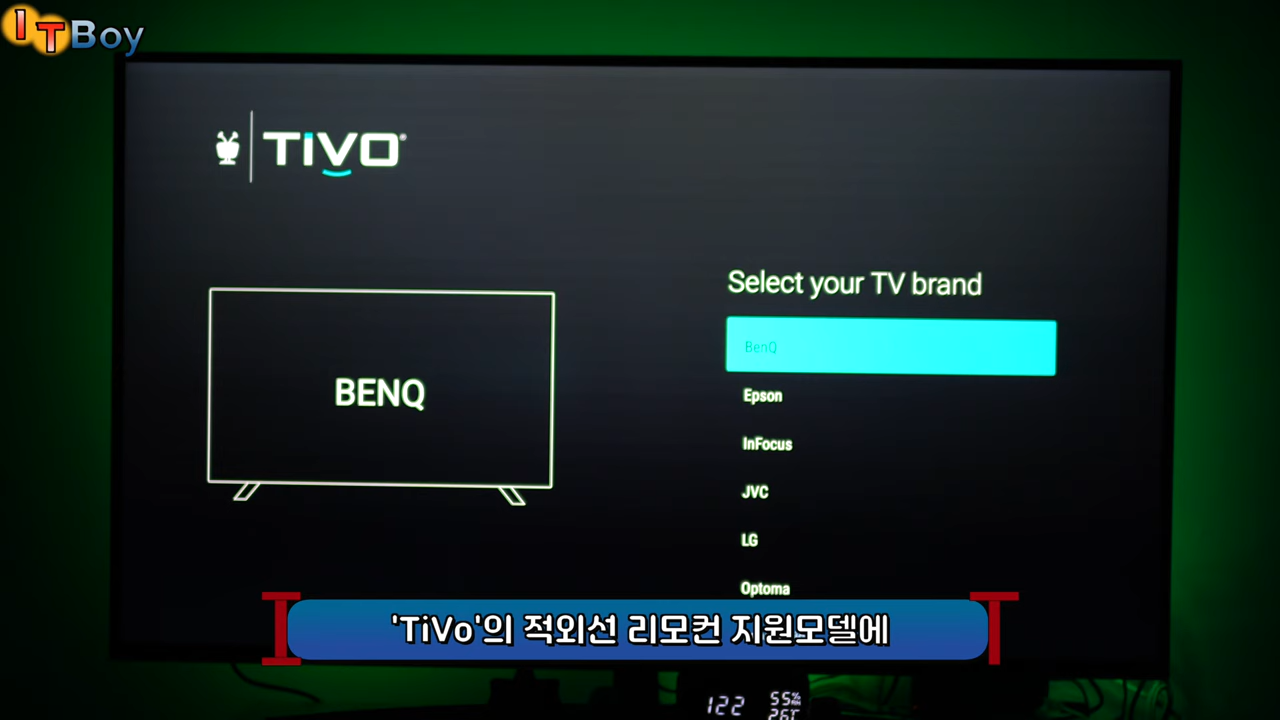 ITBoy
TiVo®
Select your TV brand
BenQ
BENQ
Epson
InFocus
JVC
LG
Optoma
'TiVo'의 적외선 리모컨 지원모델에
122
55%
26℃